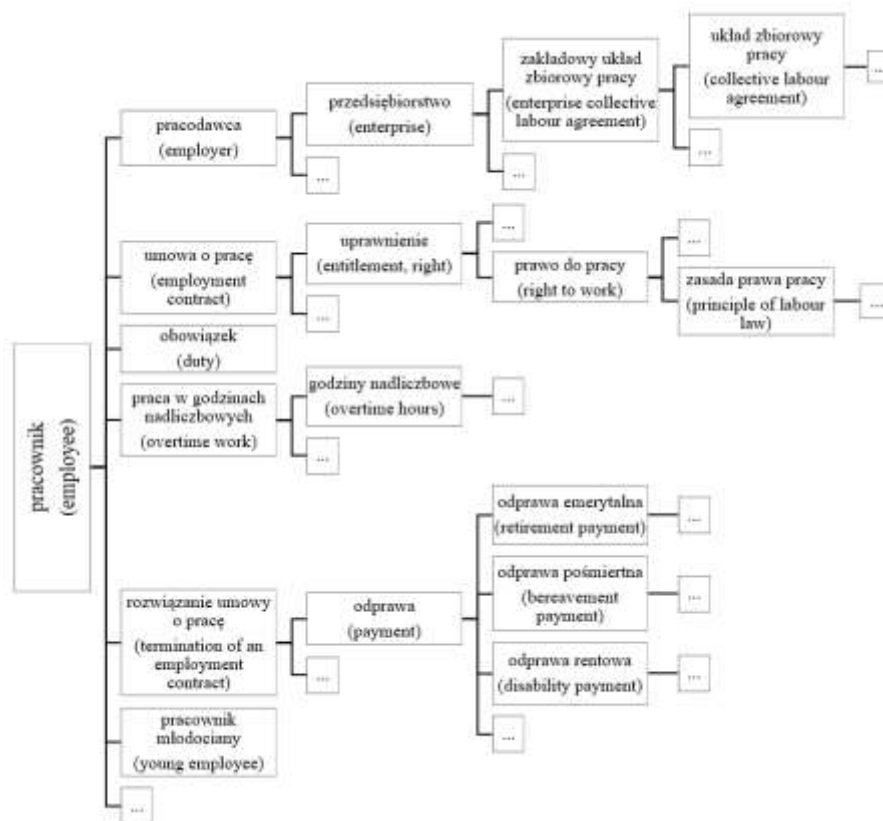 pracownik
(employee)
pracodawca
(employer)
przedsiębiorstwo
(enterprise)
zakładowy układ
zbiorowy pracy
(enterprise collective
labour agreement)
układ zbiorowy
pracy
(collective labour
agreement)
...
...
...
...
umowa o pracę
(employment
contract)
uprawnienie
(entitlement, right)
...
prawo do pracy
(right to work)
...
zasada prawa pracy
(principle of labour
law)
...
...
obowiązek
(duty)
praca w godzinach
nadliczbowych
(overtime work)
godziny nadliczbowe
(overtime hours)
...
...
rozwiązanie umowy
o pracę
(termination of an
employment
contract)
odprawa
(payment)
odprawa emerytalna
(retirement payment)
...
odprawa pośmiertna
(bereavement
payment)
...
odprawa rentowa
(disability payment)
...
...
...
pracownik
młodociany
(young employee)
...